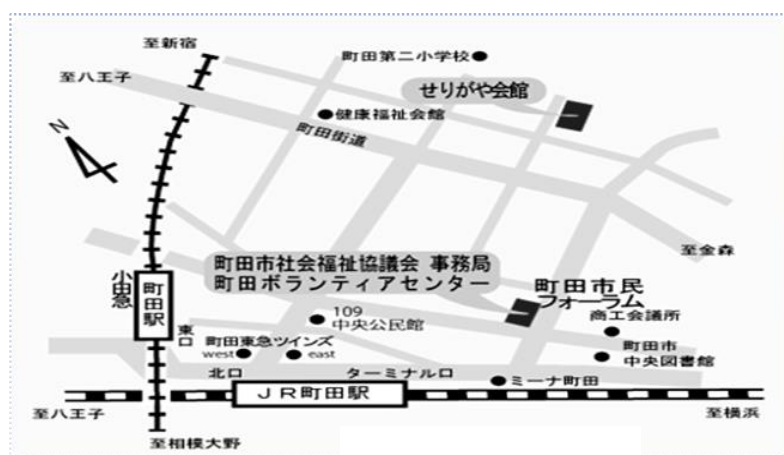 至新宿
町田第二小学校
至八王子
せりがや会館
健康福祉会館
町田街道
N
至金森
町田市社会福祉協議会 事務局
町田ボランティアセンター
町田市民
フォーラム
小田急
町田駅
東口
109
中央公民館
商工会議所
町田東急ツインズ
west
east
町田市
中央図書館
北口
ターミナル口
ミーナ町田
JR町田駅
至八王子
至横浜
至相模大野